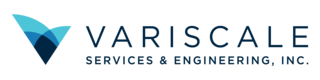 VARISCALE
SERVICES & ENGINEERING, INC.